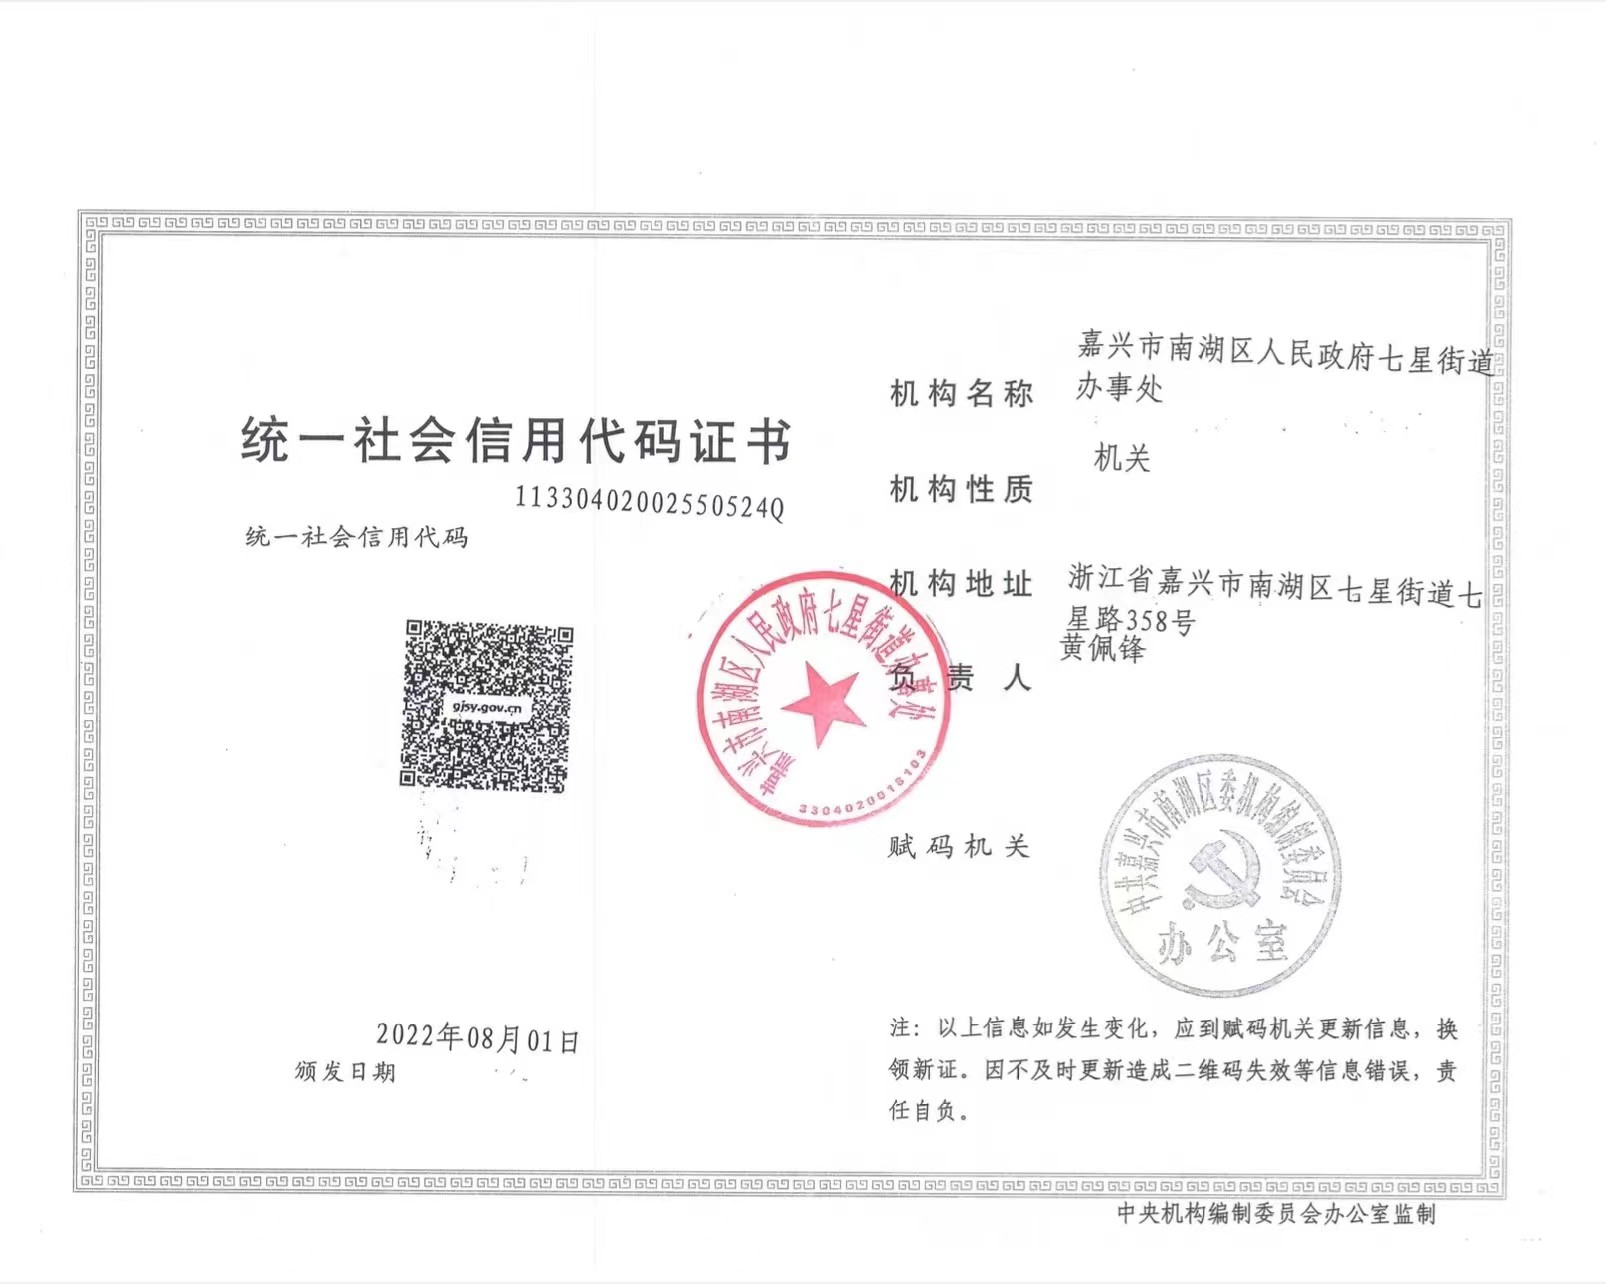 统一社会信用代码证书
113304020025505240Q
统一社会信用代码
gjsy.gov.cn
2022年08月01日
颁发日期
机构名称
嘉兴市南湖区人民政府七星街道
办事处
机构性质
机关
机构地址
浙江省嘉兴市南湖区七星街道七
星路358号
负责人
黄佩锋
嘉兴市南湖区人民政府七星街道办事处
3304020018103
赋码机关
中共嘉兴市南湖区委机构编制委员会
办公室
注：以上信息如发生变化，应到赋码机关更新信息，换
领新证。因不及时更新造成二维码失效等信息错误，责
任自负。
中央机构编制委员会办公室监制